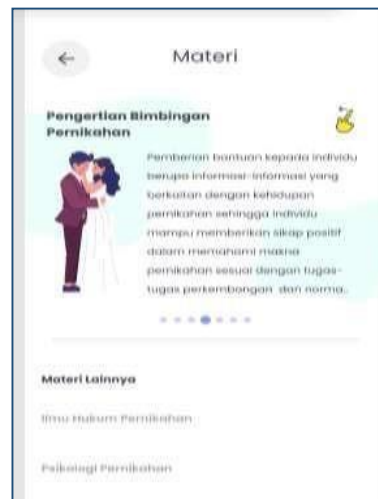 Materi
Pengertian Bimbingan
Pernikahan
Pemberian bantuan kepada individu
berupa informasi-informasi yang
berkaitan dengan kehidupan
pernikahan sehingga individu
mampu memberikan sikap positif
dalam memahami makna
pernikahan sesuai dengan tugas-
tugas perkembangan dan norma..
Materi Lainnya
Ilmu Hukum Pernikahan
Psikologi Pernikahan